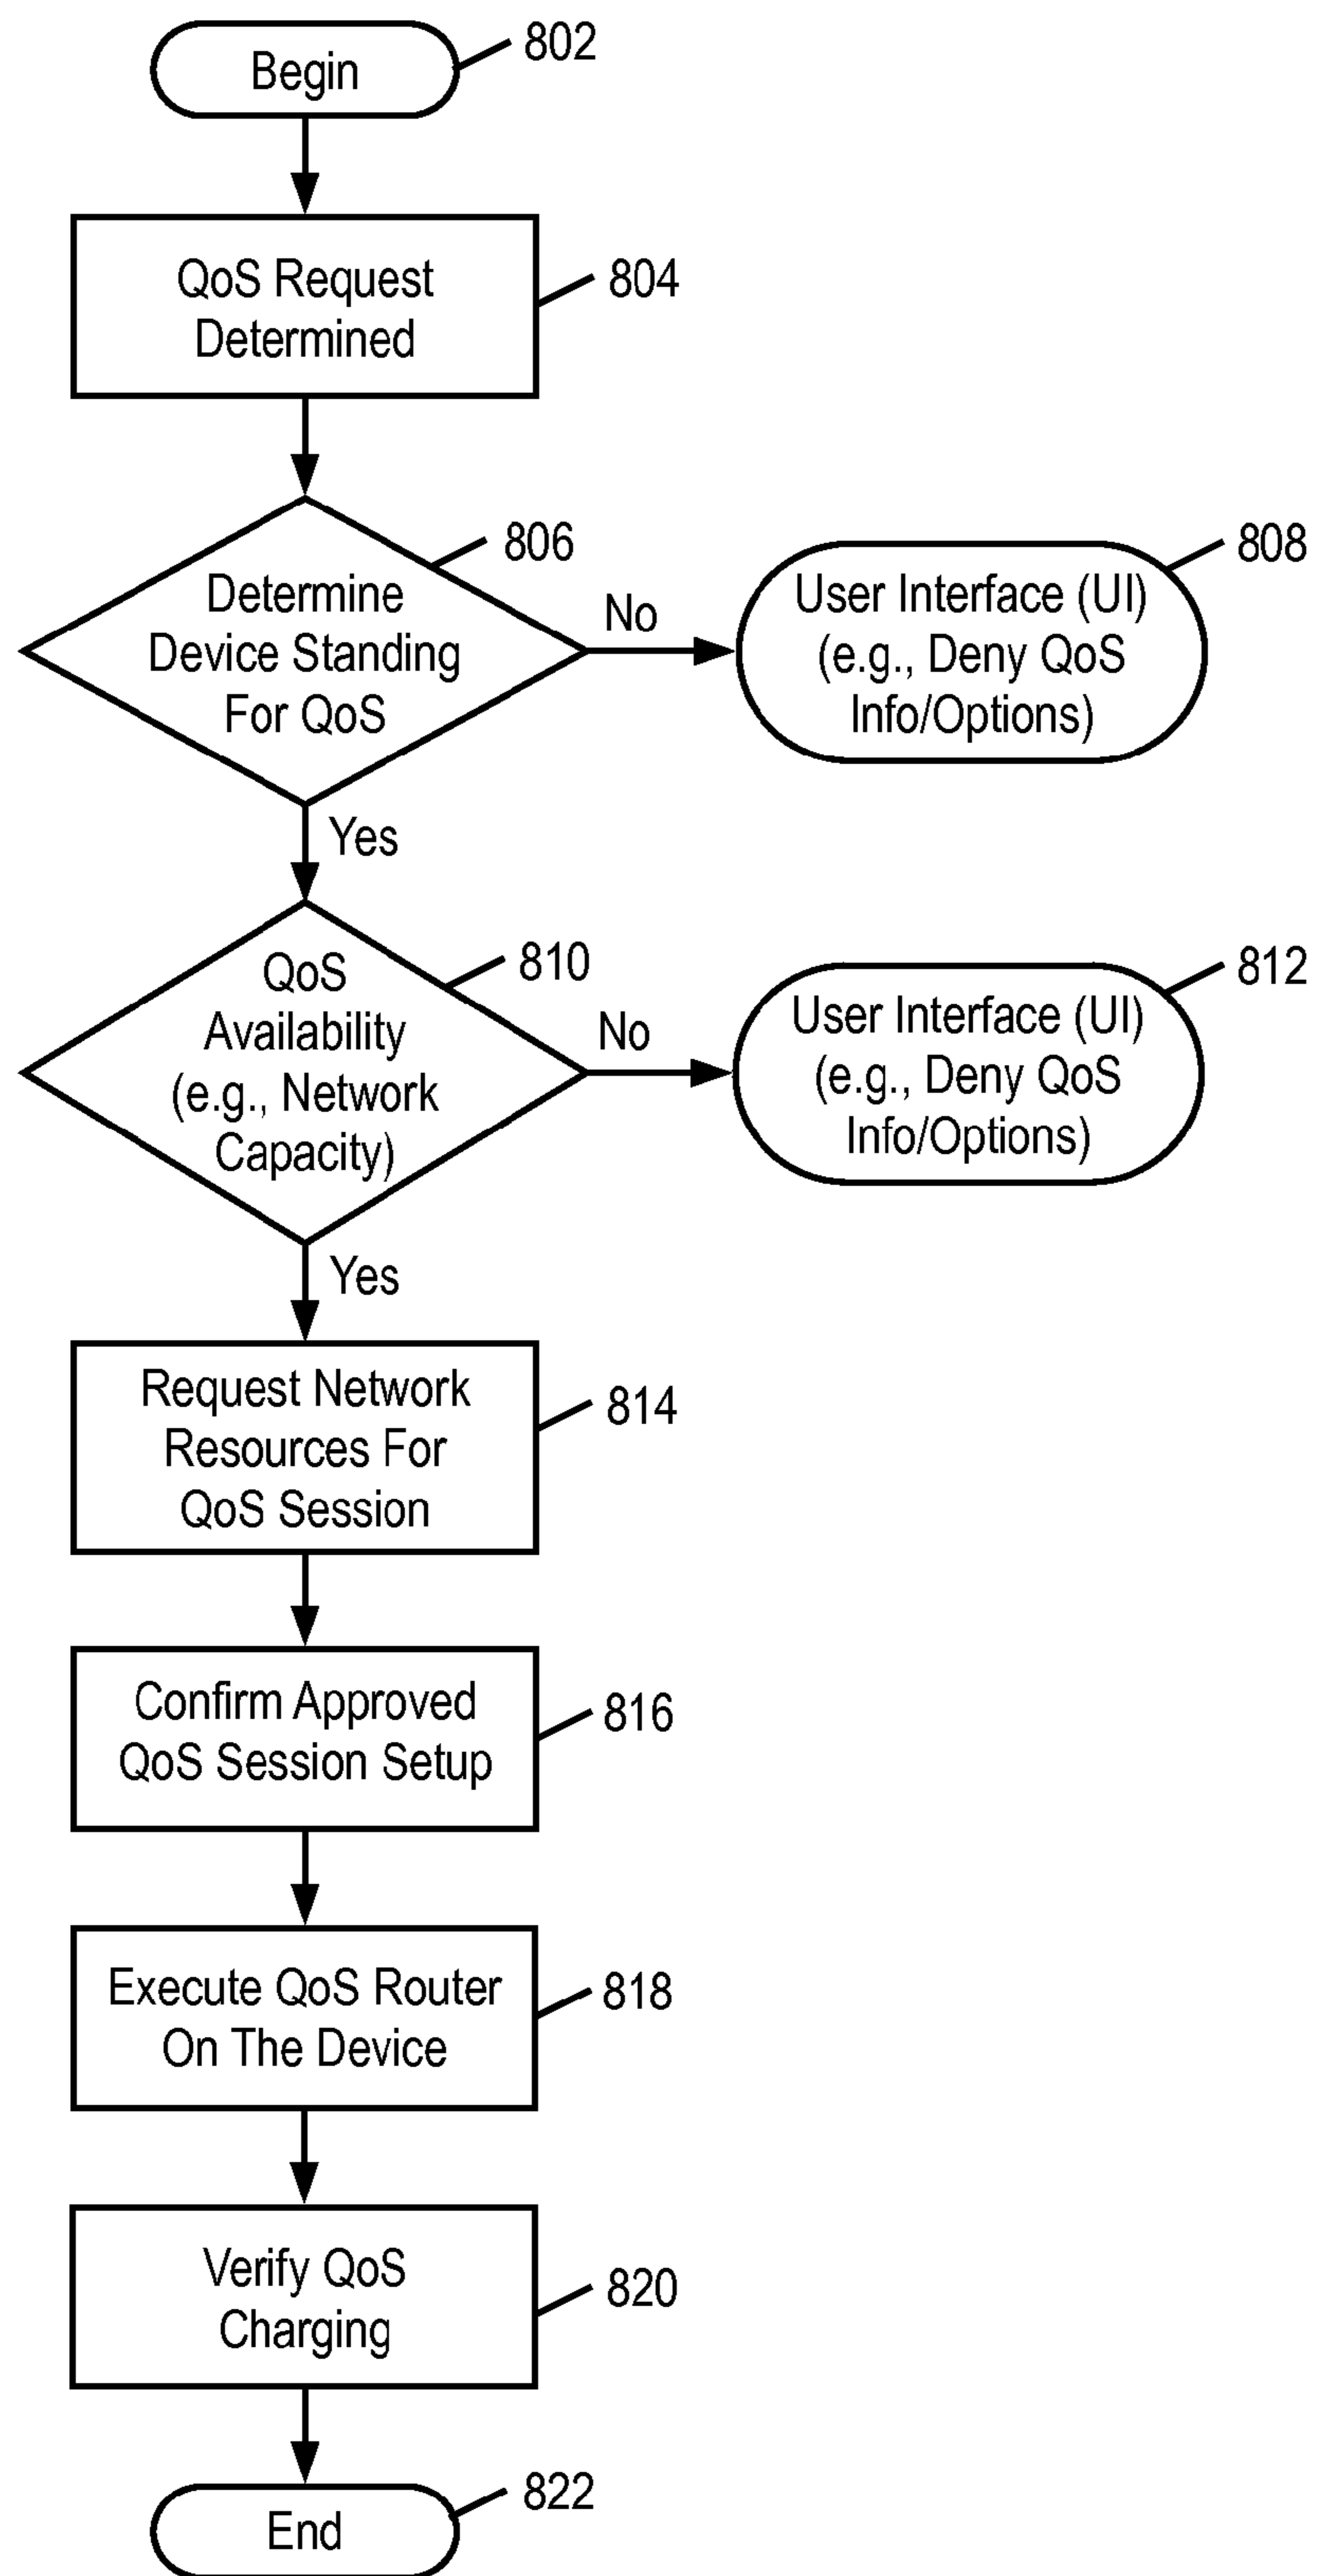 Begin
802
QoS Request
Determined
804
806
Determine
Device Standing
For QoS
No
808
User Interface (UI)
(e.g., Deny QoS
Info/Options)
Yes
810
QoS
Availability
(e.g., Network
Capacity)
No
812
User Interface (UI)
(e.g., Deny QoS
Info/Options)
Yes
Request Network
Resources For
QoS Session
814
Confirm Approved
QoS Session Setup
816
Execute QoS Router
On The Device
818
Verify QoS
Charging
820
End
822